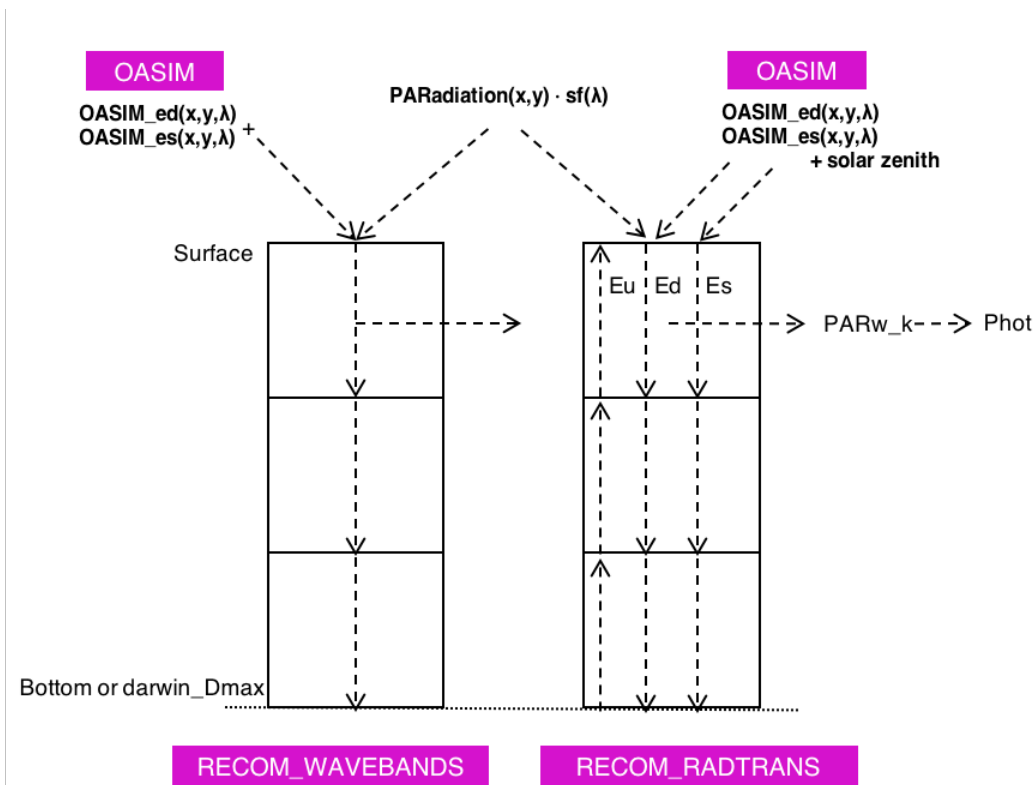 OASIM
OASIM_ed(x,y,λ)
OASIM_es(x,y,λ) +
PARadiation(x,y) · sf(λ)
OASIM
OASIM_ed(x,y,λ)
OASIM_es(x,y,λ)
+ solar zenith
Surface
Eu Ed Es
PARw_k Phot
Bottom or darwin_Dmax
RECOM_WAVEBANDS
RECOM_RADTRANS